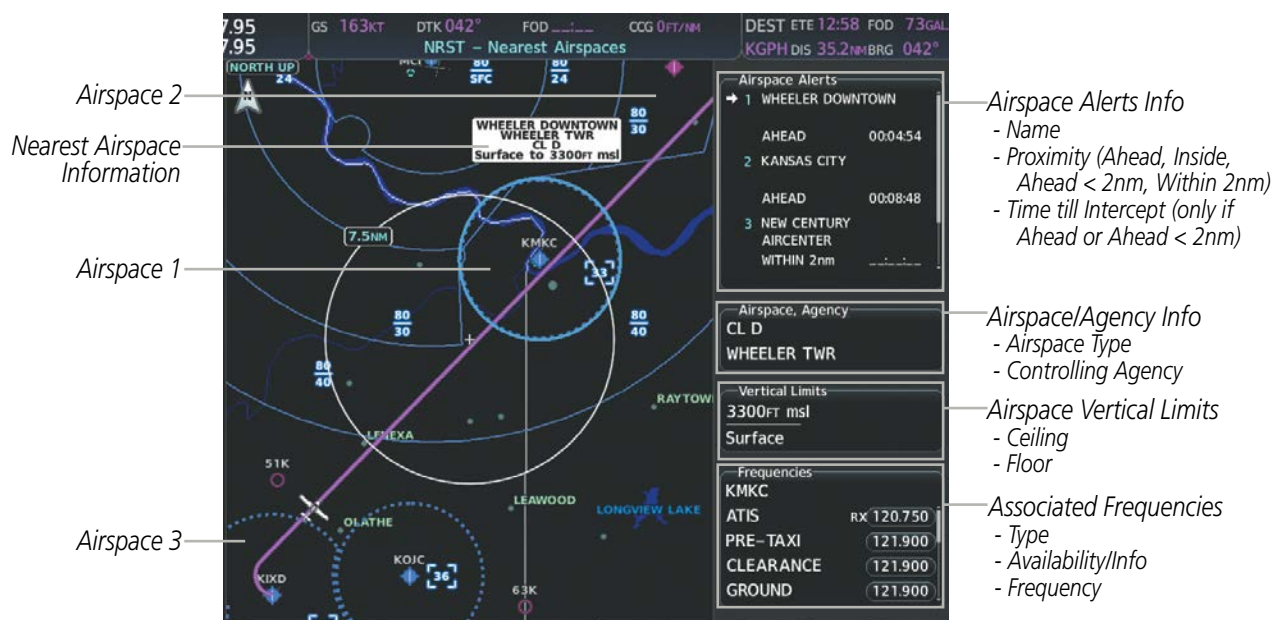 7.95
7.95
GS 163KT DTK 042° FOD __:__ CCG 0FT/NM
NRST – Nearest Airspaces
DEST ETE 12:58 FOD 73GAL
KGPH DIS 35.2NM BRG 042°
NORTH UP
24
MCI
80
SFC
80
24
80
30
WHEELER DOWNTOWN
WHEELER TWR
CL D
Surface to 3300FT msl
7.5NM
KMKC
33
80
30
80
40
80
40
RAYTOW
LENEXA
51K
LEAWOOD
LONGVIEW LAKE
OLATHE
KOJC
36
KIXD
63K
Airspace 2
Nearest Airspace
Information
Airspace 1
Airspace 3
Airspace Alerts
1 WHEELER DOWNTOWN
AHEAD 00:04:54
2 KANSAS CITY
AHEAD 00:08:48
3 NEW CENTURY
AIRCENTER
WITHIN 2nm __:__:__
Airspace, Agency
CL D
WHEELER TWR
Vertical Limits
3300FT msl
Surface
Frequencies
KMKC
ATIS RX 120.750
PRE-TAXI 121.900
CLEARANCE 121.900
GROUND 121.900
Airspace Alerts Info
- Name
- Proximity (Ahead, Inside,
Ahead < 2nm, Within 2nm)
- Time till Intercept (only if
Ahead or Ahead < 2nm)
Airspace/Agency Info
- Airspace Type
- Controlling Agency
Airspace Vertical Limits
- Ceiling
- Floor
Associated Frequencies
- Type
- Availability/Info
- Frequency